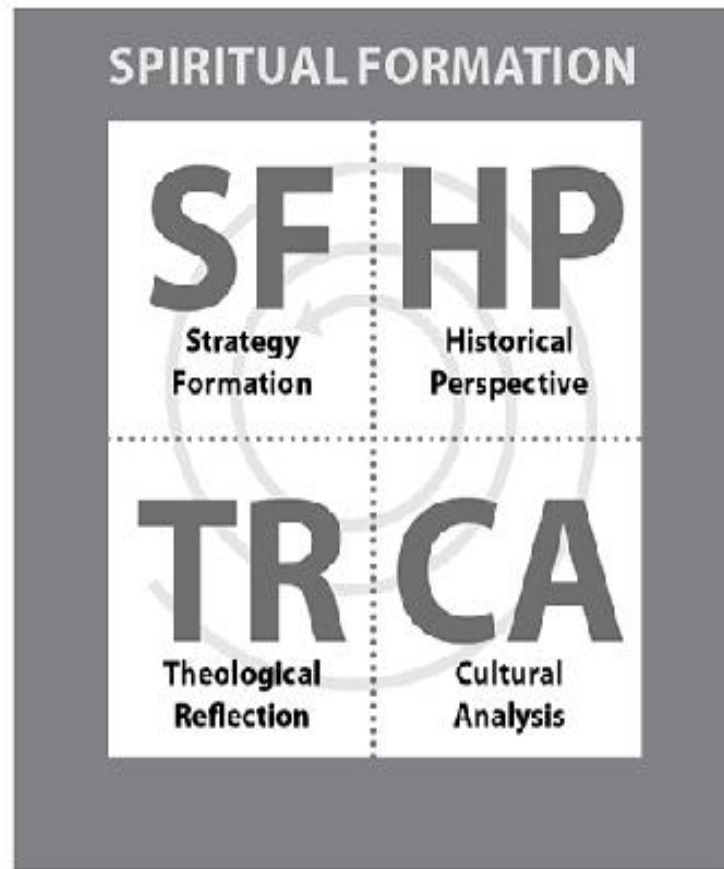 SPIRITUAL FORMATION
SF
Strategy
Formation
HP
Historical
Perspective
TR
Theological
Reflection
CA
Cultural
Analysis